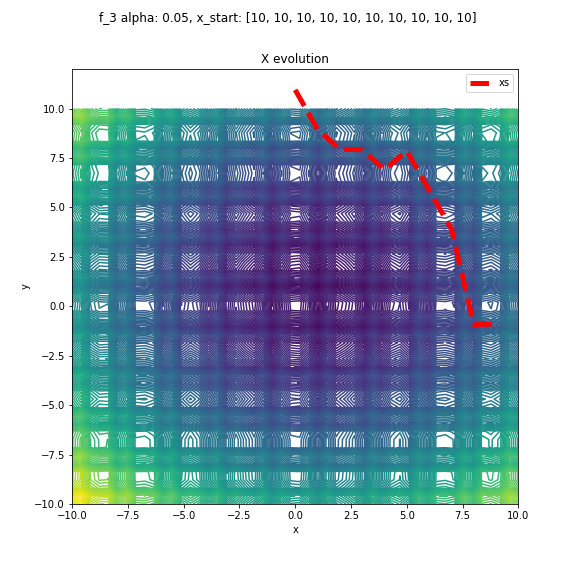 f_3 alpha: 0.05, x_start: [10, 10, 10, 10, 10, 10, 10, 10, 10, 10]
X evolution
xs
10.0
7.5
5.0
2.5
0.0
−2.5
−5.0
−7.5
−10.0
y
−10.0 −7.5 −5.0 −2.5 0.0 2.5 5.0 7.5 10.0
x